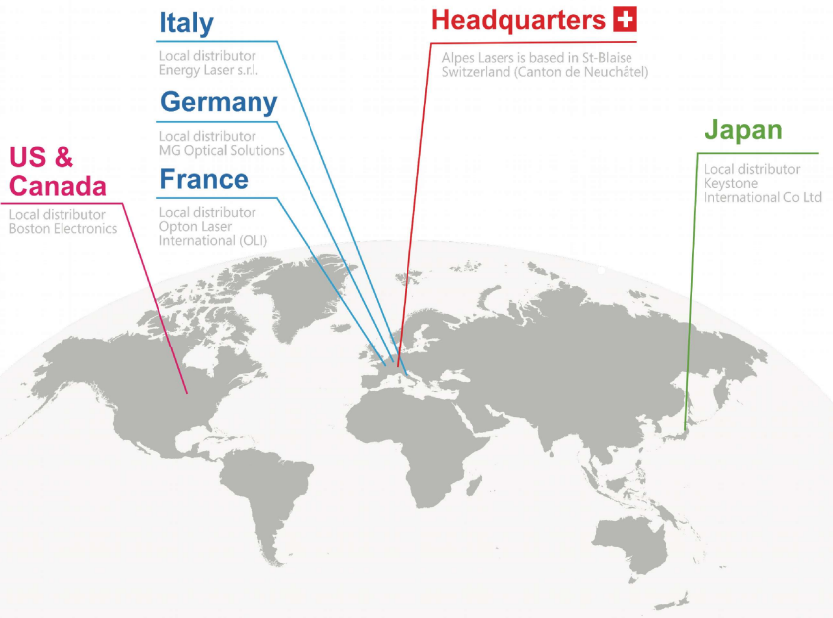 Italy
Local distributor
Energy Laser s.r.l.
Germany
Local distributor
MG Optical Solutions
France
Local distributor
Opton Laser
International (OLI)
US &
Canada
Local distributor
Boston Electronics
Headquarters
Alpes Lasers is based in St-Blaise
Switzerland (Canton de Neuchâtel)
Japan
Local distributor
Keystone
International Co Ltd